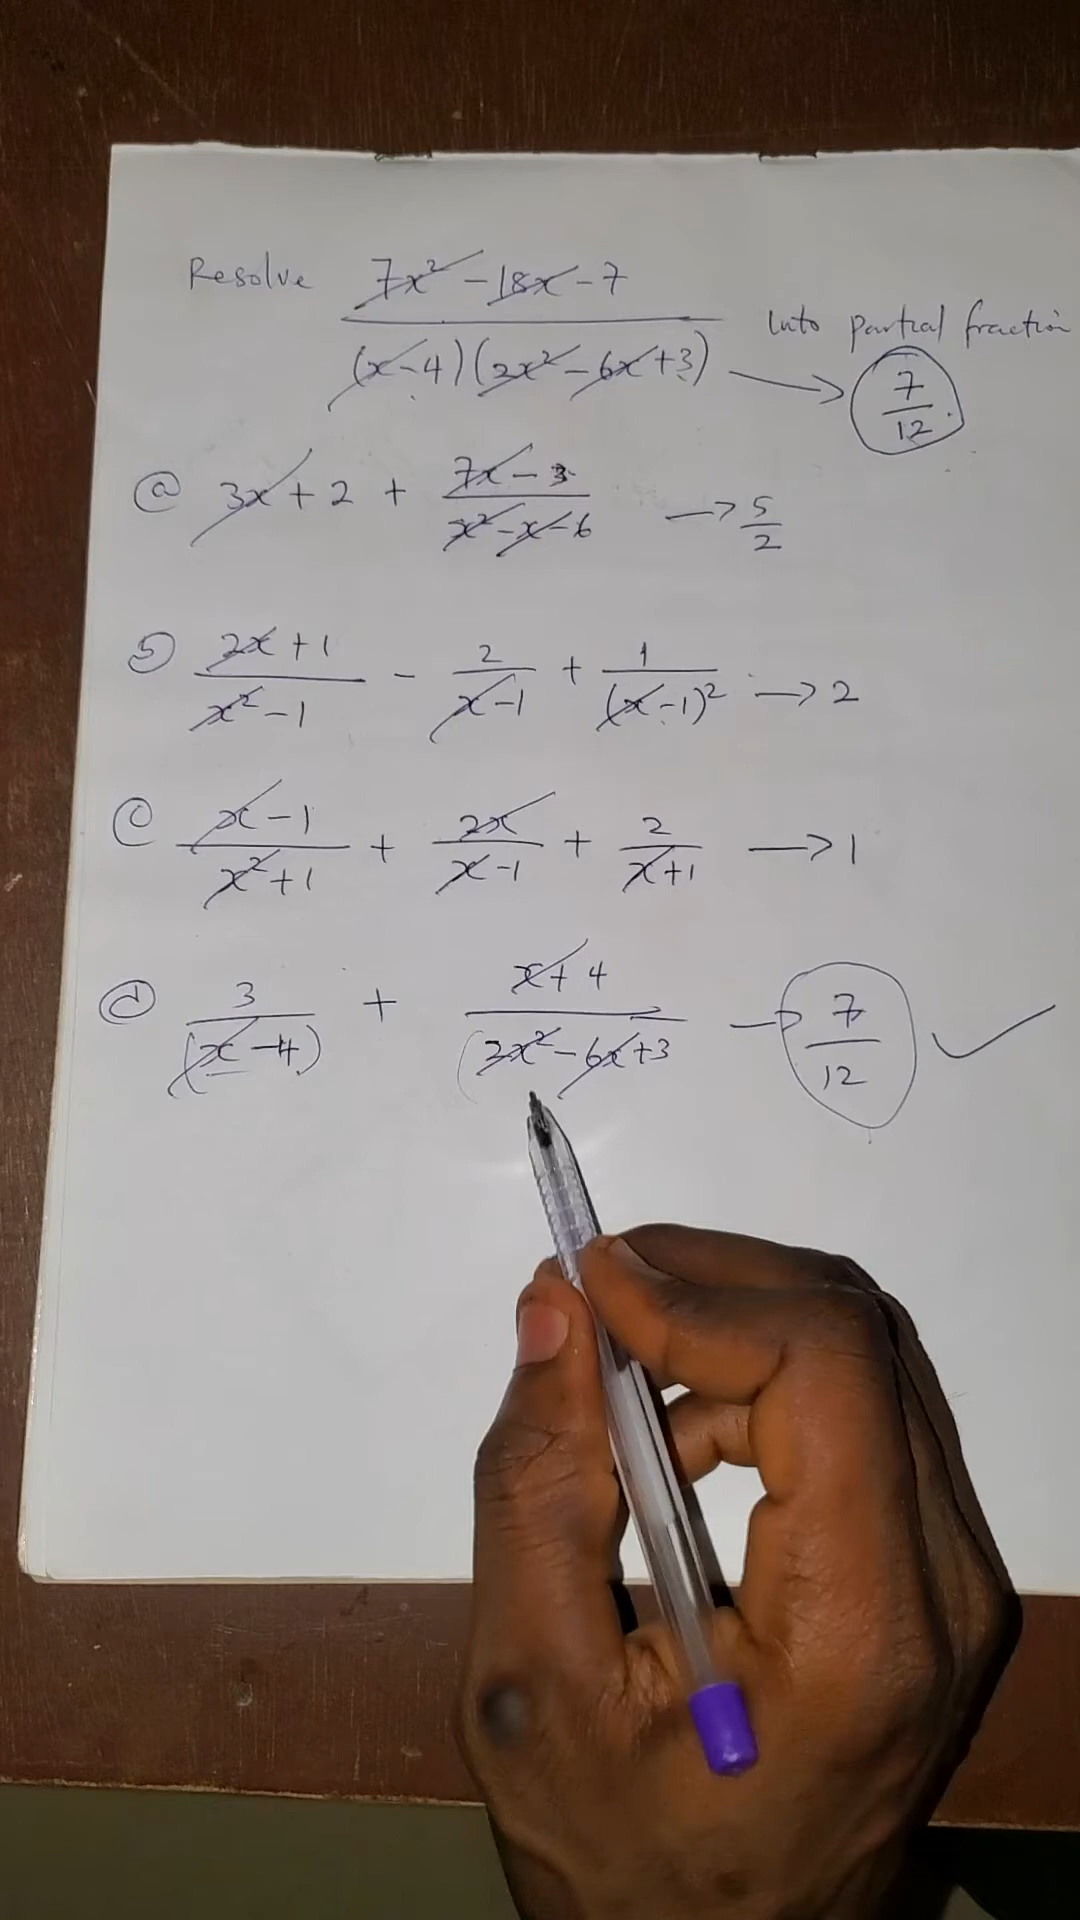 Resolve (7x² - 18x - 7) / ((x - 4)(2x² - 6x + 3)) into partial fraction → 7/12
ⓐ 3x + 2 + (7x - 3)/(x² - x - 6) → 5/2
ⓑ (2x + 1)/(x² - 1) - 2/(x - 1) + 1/(x - 1)² → 2
ⓒ (x - 1)/(x² + 1) + 2x/(x - 1) + 2/(x + 1) → 1
ⓓ 3/(x - 4) + (x + 4)/(2x² - 6x + 3 → 7/12 ✓